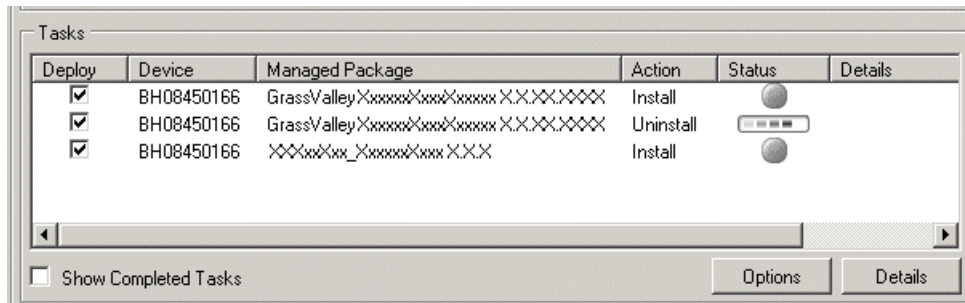 Tasks
Deploy Device Managed Package Action Status Details
BH08450166 GrassValleyXxxxxxXxxxXxxxxx X.X.XX.XXXX Install
BH08450166 GrassValleyXxxxxxXxxxXxxxxx X.X.XX.XXXX Uninstall
BH08450166 XXXxxXxx_XxxxxxXxxx X.X.X Install
Show Completed Tasks Options Details